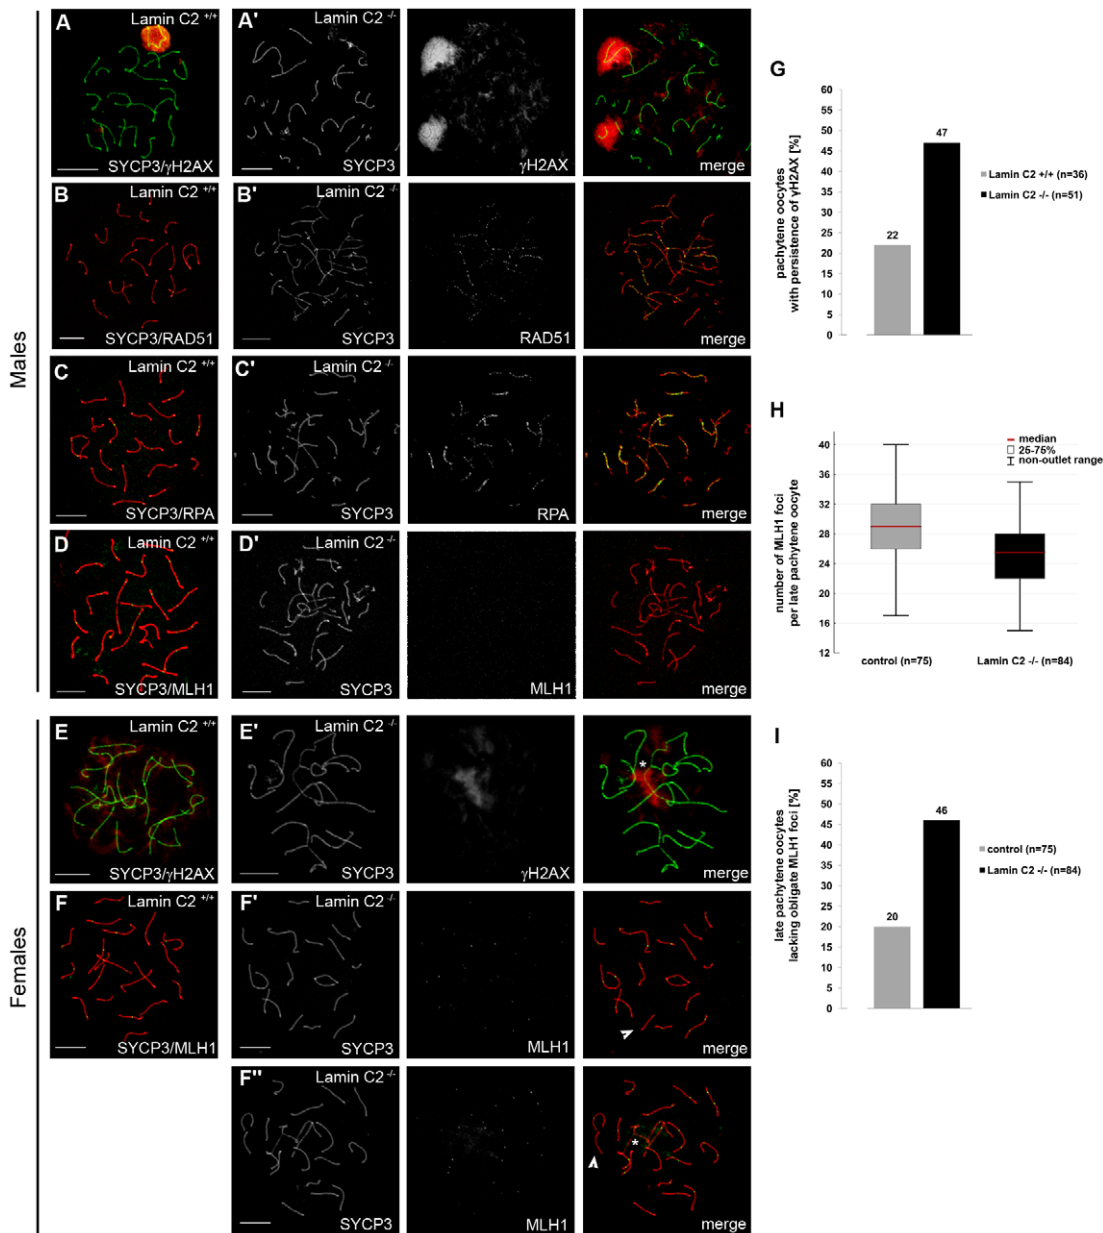 Males
A Lamin C2 +/+
SYCP3/γH2AX
A' Lamin C2 -/-
SYCP3
γH2AX
merge
B Lamin C2 +/+
SYCP3/RAD51
B' Lamin C2 -/-
SYCP3
RAD51
merge
C Lamin C2 +/+
SYCP3/RPA
C' Lamin C2 -/-
SYCP3
RPA
merge
D Lamin C2 +/+
SYCP3/MLH1
D' Lamin C2 -/-
SYCP3
MLH1
merge
Females
E Lamin C2 +/+
SYCP3/γH2AX
E' Lamin C2 -/-
SYCP3
γH2AX
*
merge
F Lamin C2 +/+
SYCP3/MLH1
F' Lamin C2 -/-
SYCP3
MLH1
merge
F'' Lamin C2 -/-
SYCP3
MLH1
*
merge
G
pachytene oocytes
with persistence of γH2AX [%]
60
55
50
45
40
35
30
25
20
15
10
5
0
22
47
Lamin C2 +/+ (n=36)
Lamin C2 -/- (n=51)
H
number of MLH1 foci
per late pachytene oocyte
40
36
32
28
24
20
16
12
median
25-75%
non-outlet range
control (n=75)
Lamin C2 -/- (n=84)
I
late pachytene oocytes
lacking obligate MLH1 foci [%]
60
55
50
45
40
35
30
25
20
15
10
5
0
20
46
control (n=75)
Lamin C2 -/- (n=84)